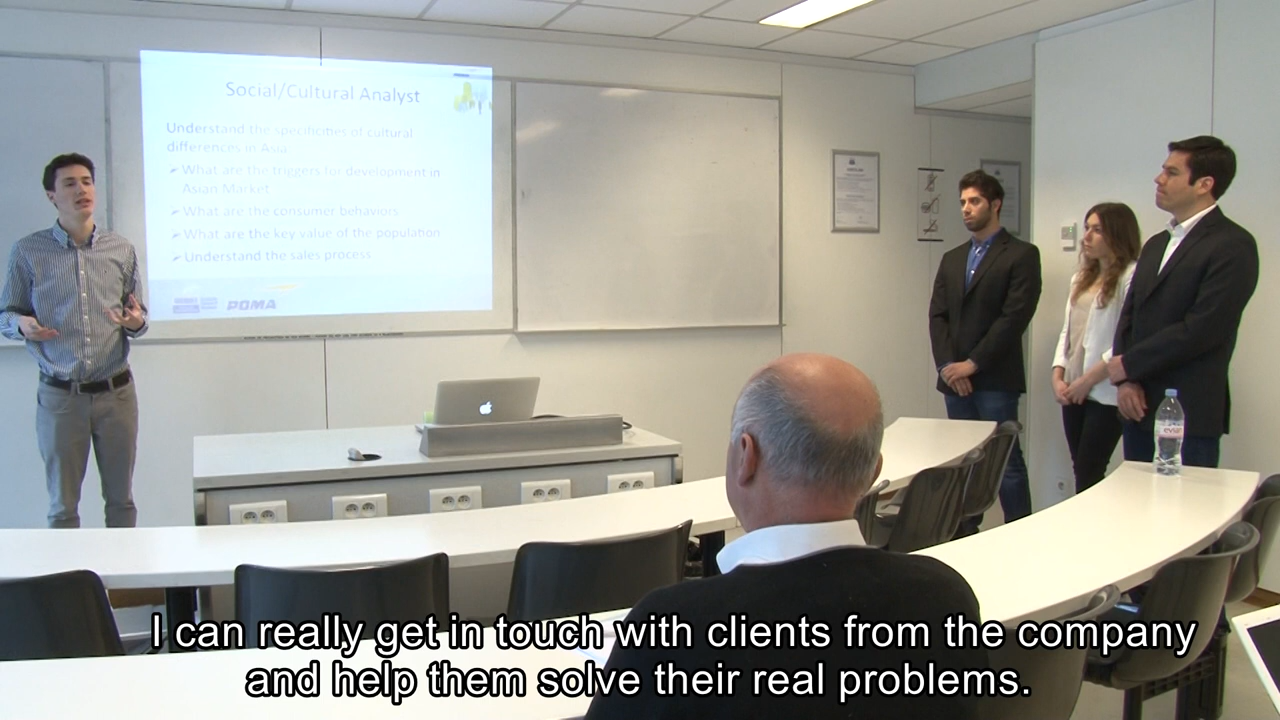 Social/Cultural Analyst
Understand the specificities of cultural
differences in Asia
➢ What are the triggers for development in
Asian Market
➢ What are the consumer behaviors
➢ What are the key value of the population
➢ Understand the sales process
POMA
evian
I can really get in touch with clients from the company
and help them solve their real problems.